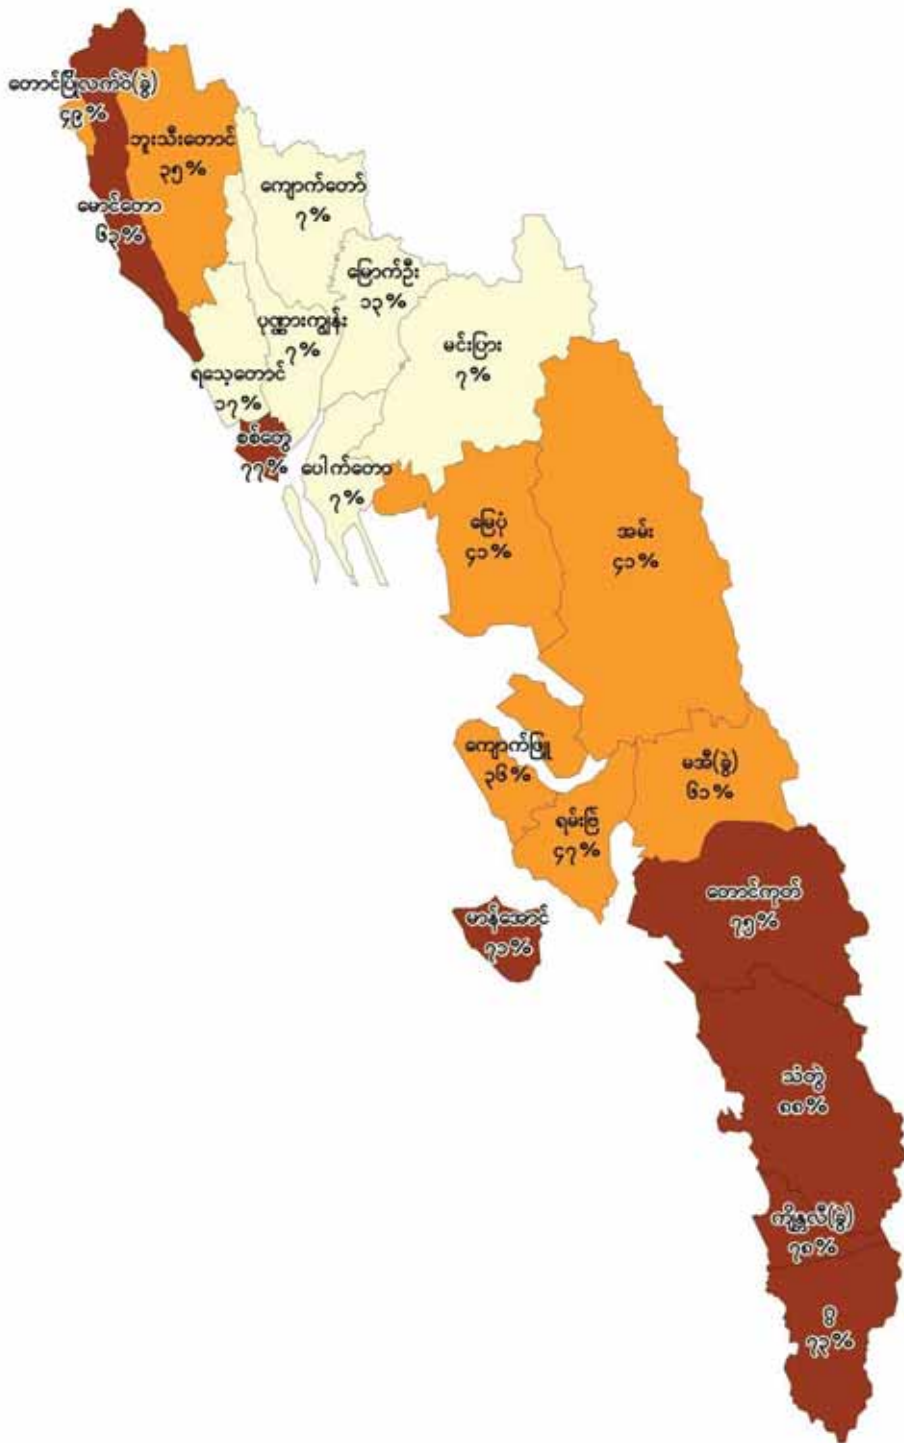 တောင်ပြိုလက်ဝဲ(ခွဲ)
၄၉%
ဘူးသီးတောင်
၃၅%
ကျောက်တော်
၇%
မောင်တော
၆၃%
မြောက်ဦး
၁၃%
ပုဏ္ဏားကျွန်း
၇%
မင်းပြား
၇%
ရသေ့တောင်
၁၇%
စစ်တွေ
၇၇%
ပေါက်တော
၇%
မြေပုံ
၄၁%
အမ်း
၄၁%
ကျောက်ဖြူ
၃၆%
မအီ(ခွဲ)
၆၁%
ရမ်းဗြဲ
၄၇%
တောင်ကုတ်
၇၅%
မာန်အောင်
၇၁%
သံတွဲ
၈၈%
ကျိန္တလီ(ခွဲ)
၇၈%
ဂွ
၇၃%